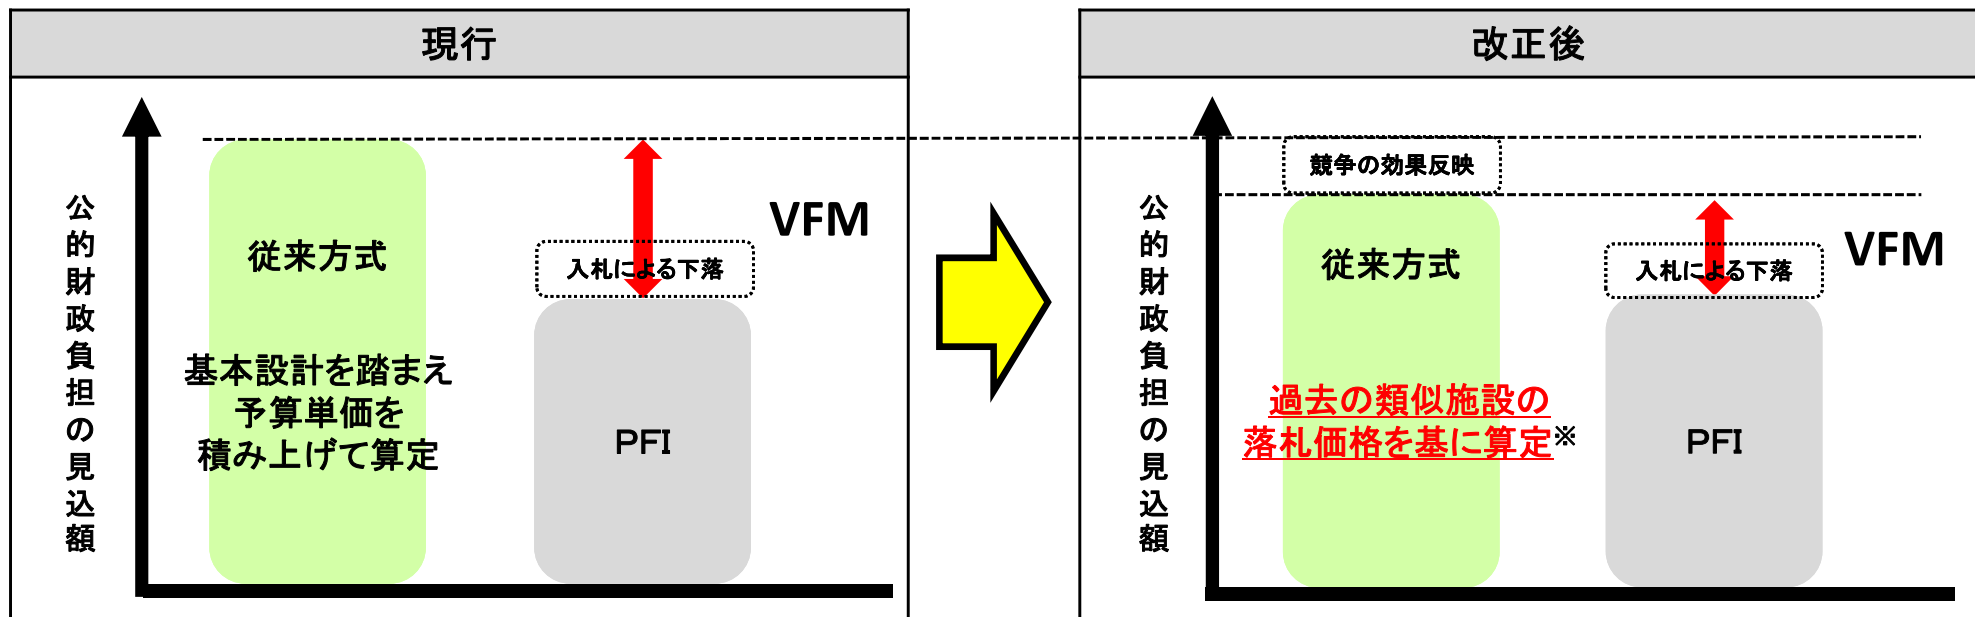 現行
公的財政負担の見込額
従来方式
基本設計を踏まえ
予算単価を
積み上げて算定
入札による下落
PFI
VFM
改正後
公的財政負担の見込額
競争の効果反映
従来方式
過去の類似施設の
落札価格を基に算定※
入札による下落
PFI
VFM